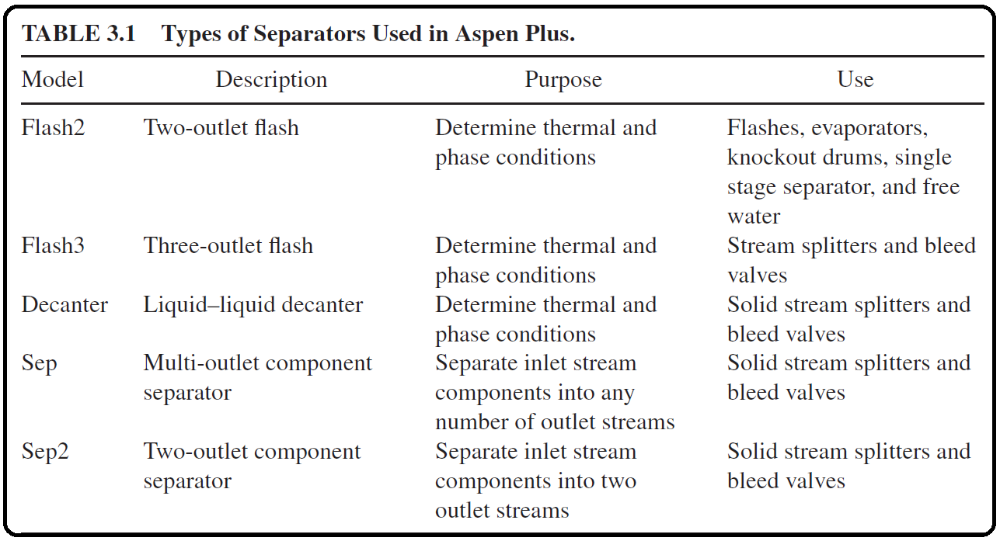 TABLE 3.1 Types of Separators Used in Aspen Plus.
Model Description Purpose Use
Flash2 Two-outlet flash Determine thermal and Flashes, evaporators,
phase conditions knockout drums, single
stage separator, and free
water
Flash3 Three-outlet flash Determine thermal and Stream splitters and bleed
phase conditions valves
Decanter Liquid–liquid decanter Determine thermal and Solid stream splitters and
phase conditions bleed valves
Sep Multi-outlet component Separate inlet stream Solid stream splitters and
separator components into any bleed valves
number of outlet streams
Sep2 Two-outlet component Separate inlet stream Solid stream splitters and
separator components into two bleed valves
outlet streams